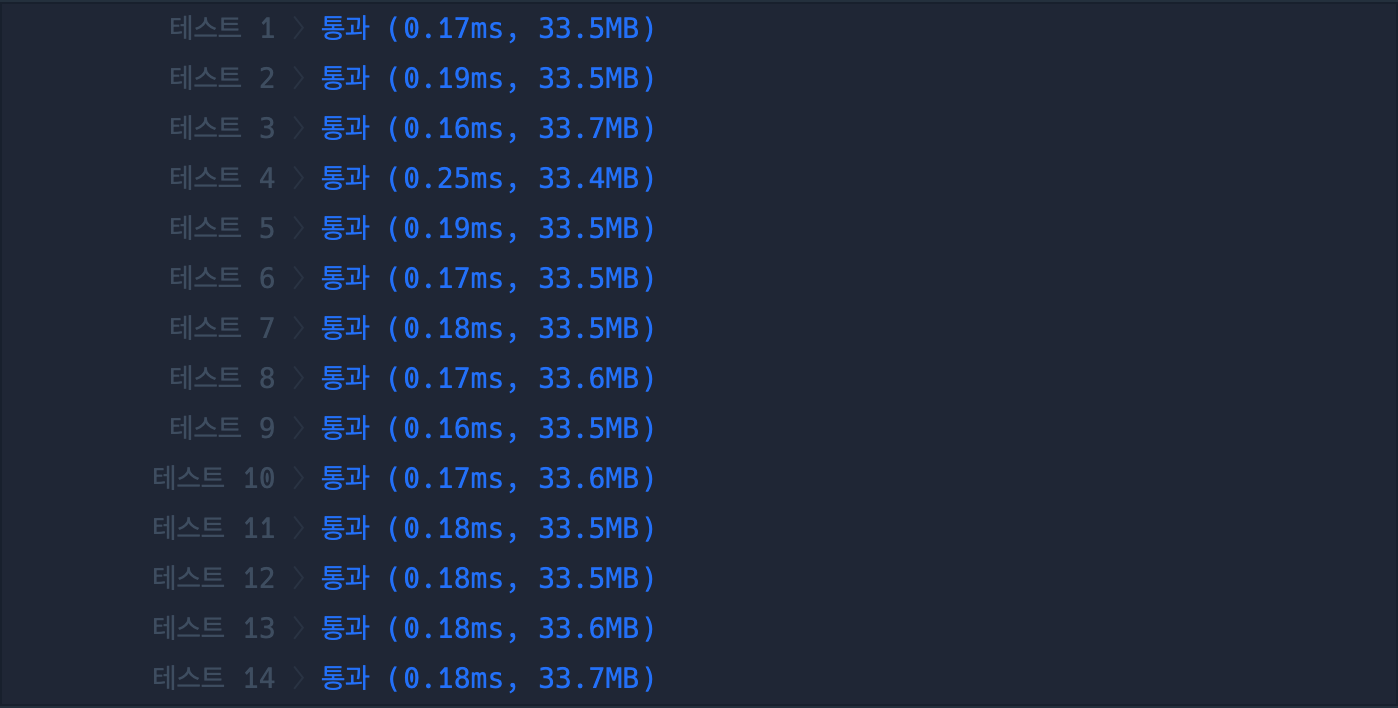 테스트 1 〉 통과 (0.17ms, 33.5MB)
테스트 2 〉 통과 (0.19ms, 33.5MB)
테스트 3 〉 통과 (0.16ms, 33.7MB)
테스트 4 〉 통과 (0.25ms, 33.4MB)
테스트 5 〉 통과 (0.19ms, 33.5MB)
테스트 6 〉 통과 (0.17ms, 33.5MB)
테스트 7 〉 통과 (0.18ms, 33.5MB)
테스트 8 〉 통과 (0.17ms, 33.6MB)
테스트 9 〉 통과 (0.16ms, 33.5MB)
테스트 10 〉 통과 (0.17ms, 33.6MB)
테스트 11 〉 통과 (0.18ms, 33.5MB)
테스트 12 〉 통과 (0.18ms, 33.5MB)
테스트 13 〉 통과 (0.18ms, 33.6MB)
테스트 14 〉 통과 (0.18ms, 33.7MB)